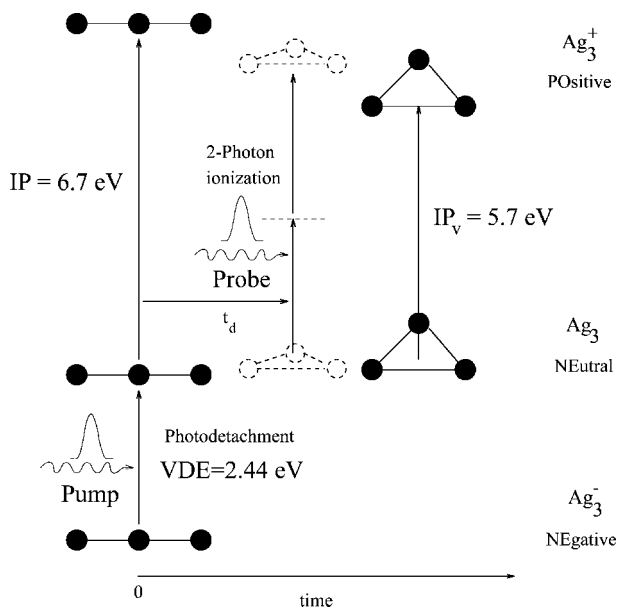 Ag₃⁺
POsitive
2-Photon
ionization
IP = 6.7 eV
IPᵥ = 5.7 eV
Probe
t_d
Ag₃
NEutral
Photodetachment
VDE=2.44 eV
Pump
Ag₃⁻
NEgative
0
time